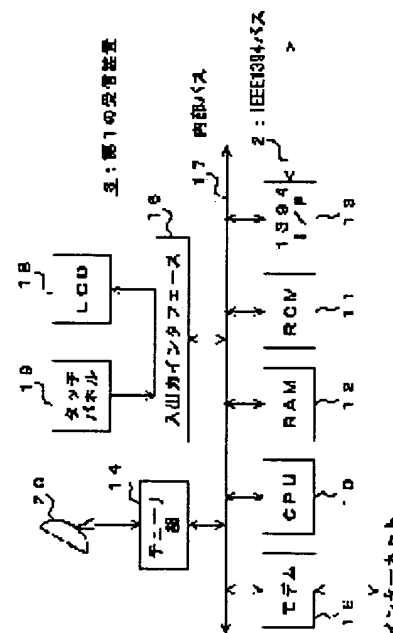 3：第1の受信装置
内部バス
17
2：IEEE1394バス
18
LCD
16
入出力インタフェース
19
タッチ
パネル
20
14
チューナ
部
1394
I／F
13
ROM
11
RAM
12
CPU
モデム
インターネット